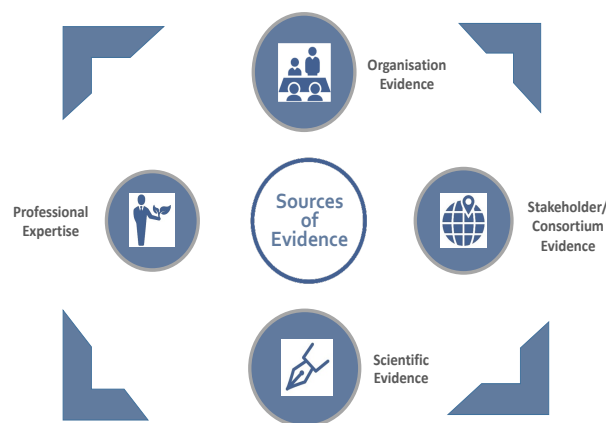 Organisation
Evidence
Professional
Expertise
Sources
of
Evidence
Stakeholder/
Consortium
Evidence
Scientific
Evidence